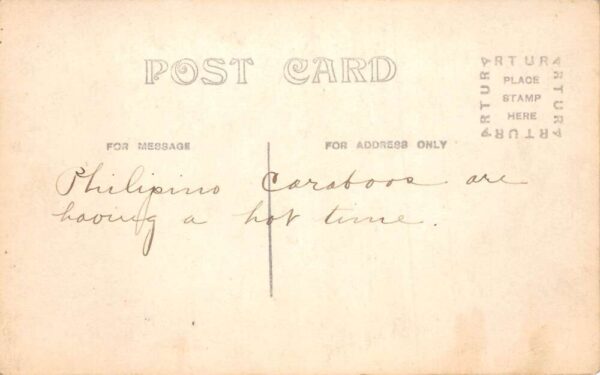 POST CARD
ARTURA
ARTURA
ARTURA
ARTURA
PLACE
STAMP
HERE
FOR MESSAGE
FOR ADDRESS ONLY
Philipino Caraboos are
having a hot time.